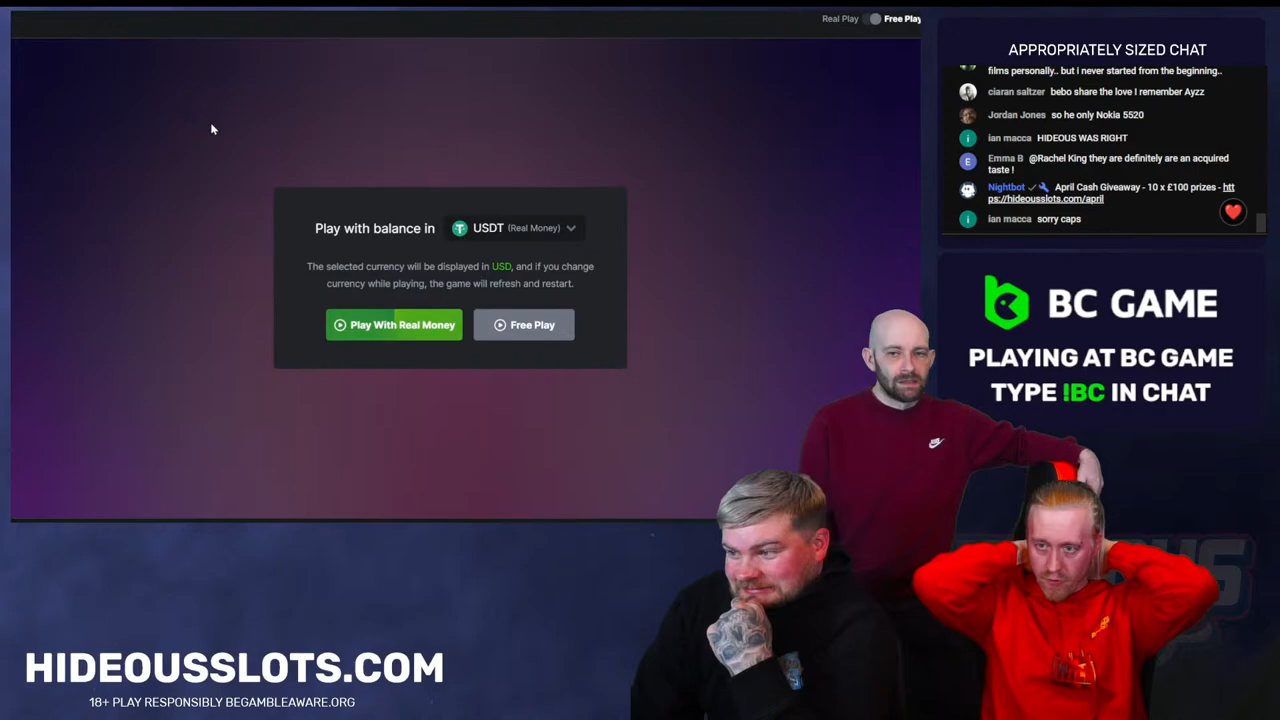 Real Play Free Play
APPROPRIATELY SIZED CHAT
films personally.. but i never started from the beginning..
ciaran saltzer bebo share the love I remember Ayzz
Jordan Jones so he only Nokia 5520
ian macca HIDEOUS WAS RIGHT
Emma B @Rachel King they are definitely are an acquired
taste !
Nightbot April Cash Giveaway - 10 x £100 prizes - htt
ps://hideousslots.com/april
ian macca sorry caps
Play with balance in USDT (Real Money)
The selected currency will be displayed in USD, and if you change
currency while playing, the game will refresh and restart.
Play With Real Money
Free Play
BC GAME
PLAYING AT BC GAME
TYPE !BC IN CHAT
HIDEOUSSLOTS.COM
18+ PLAY RESPONSIBLY BEGAMBLEAWARE.ORG